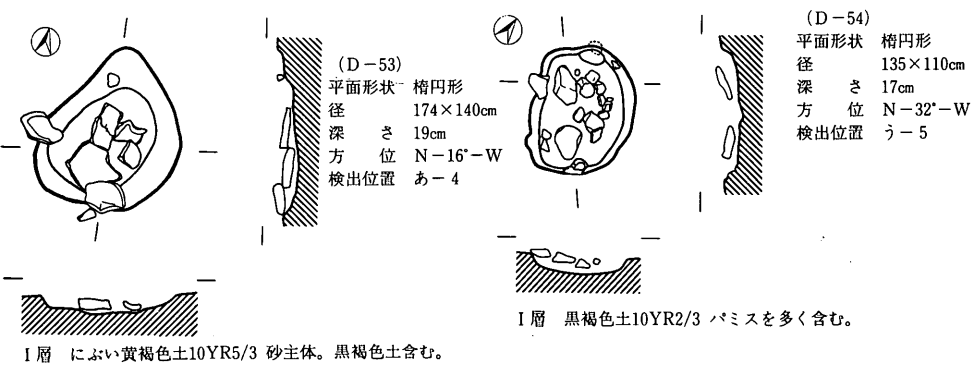 (D-53)
平面形状 楕円形
径 174×140cm
深さ 19cm
方位 N-16°-W
検出位置 あ-4
I層 にぶい黄褐色土10YR5/3 砂主体。黒褐色土含む。
(D-54)
平面形状 楕円形
径 135×110cm
深さ 17cm
方位 N-32°-W
検出位置 う-5
I層 黒褐色土10YR2/3 パミスを多く含む。